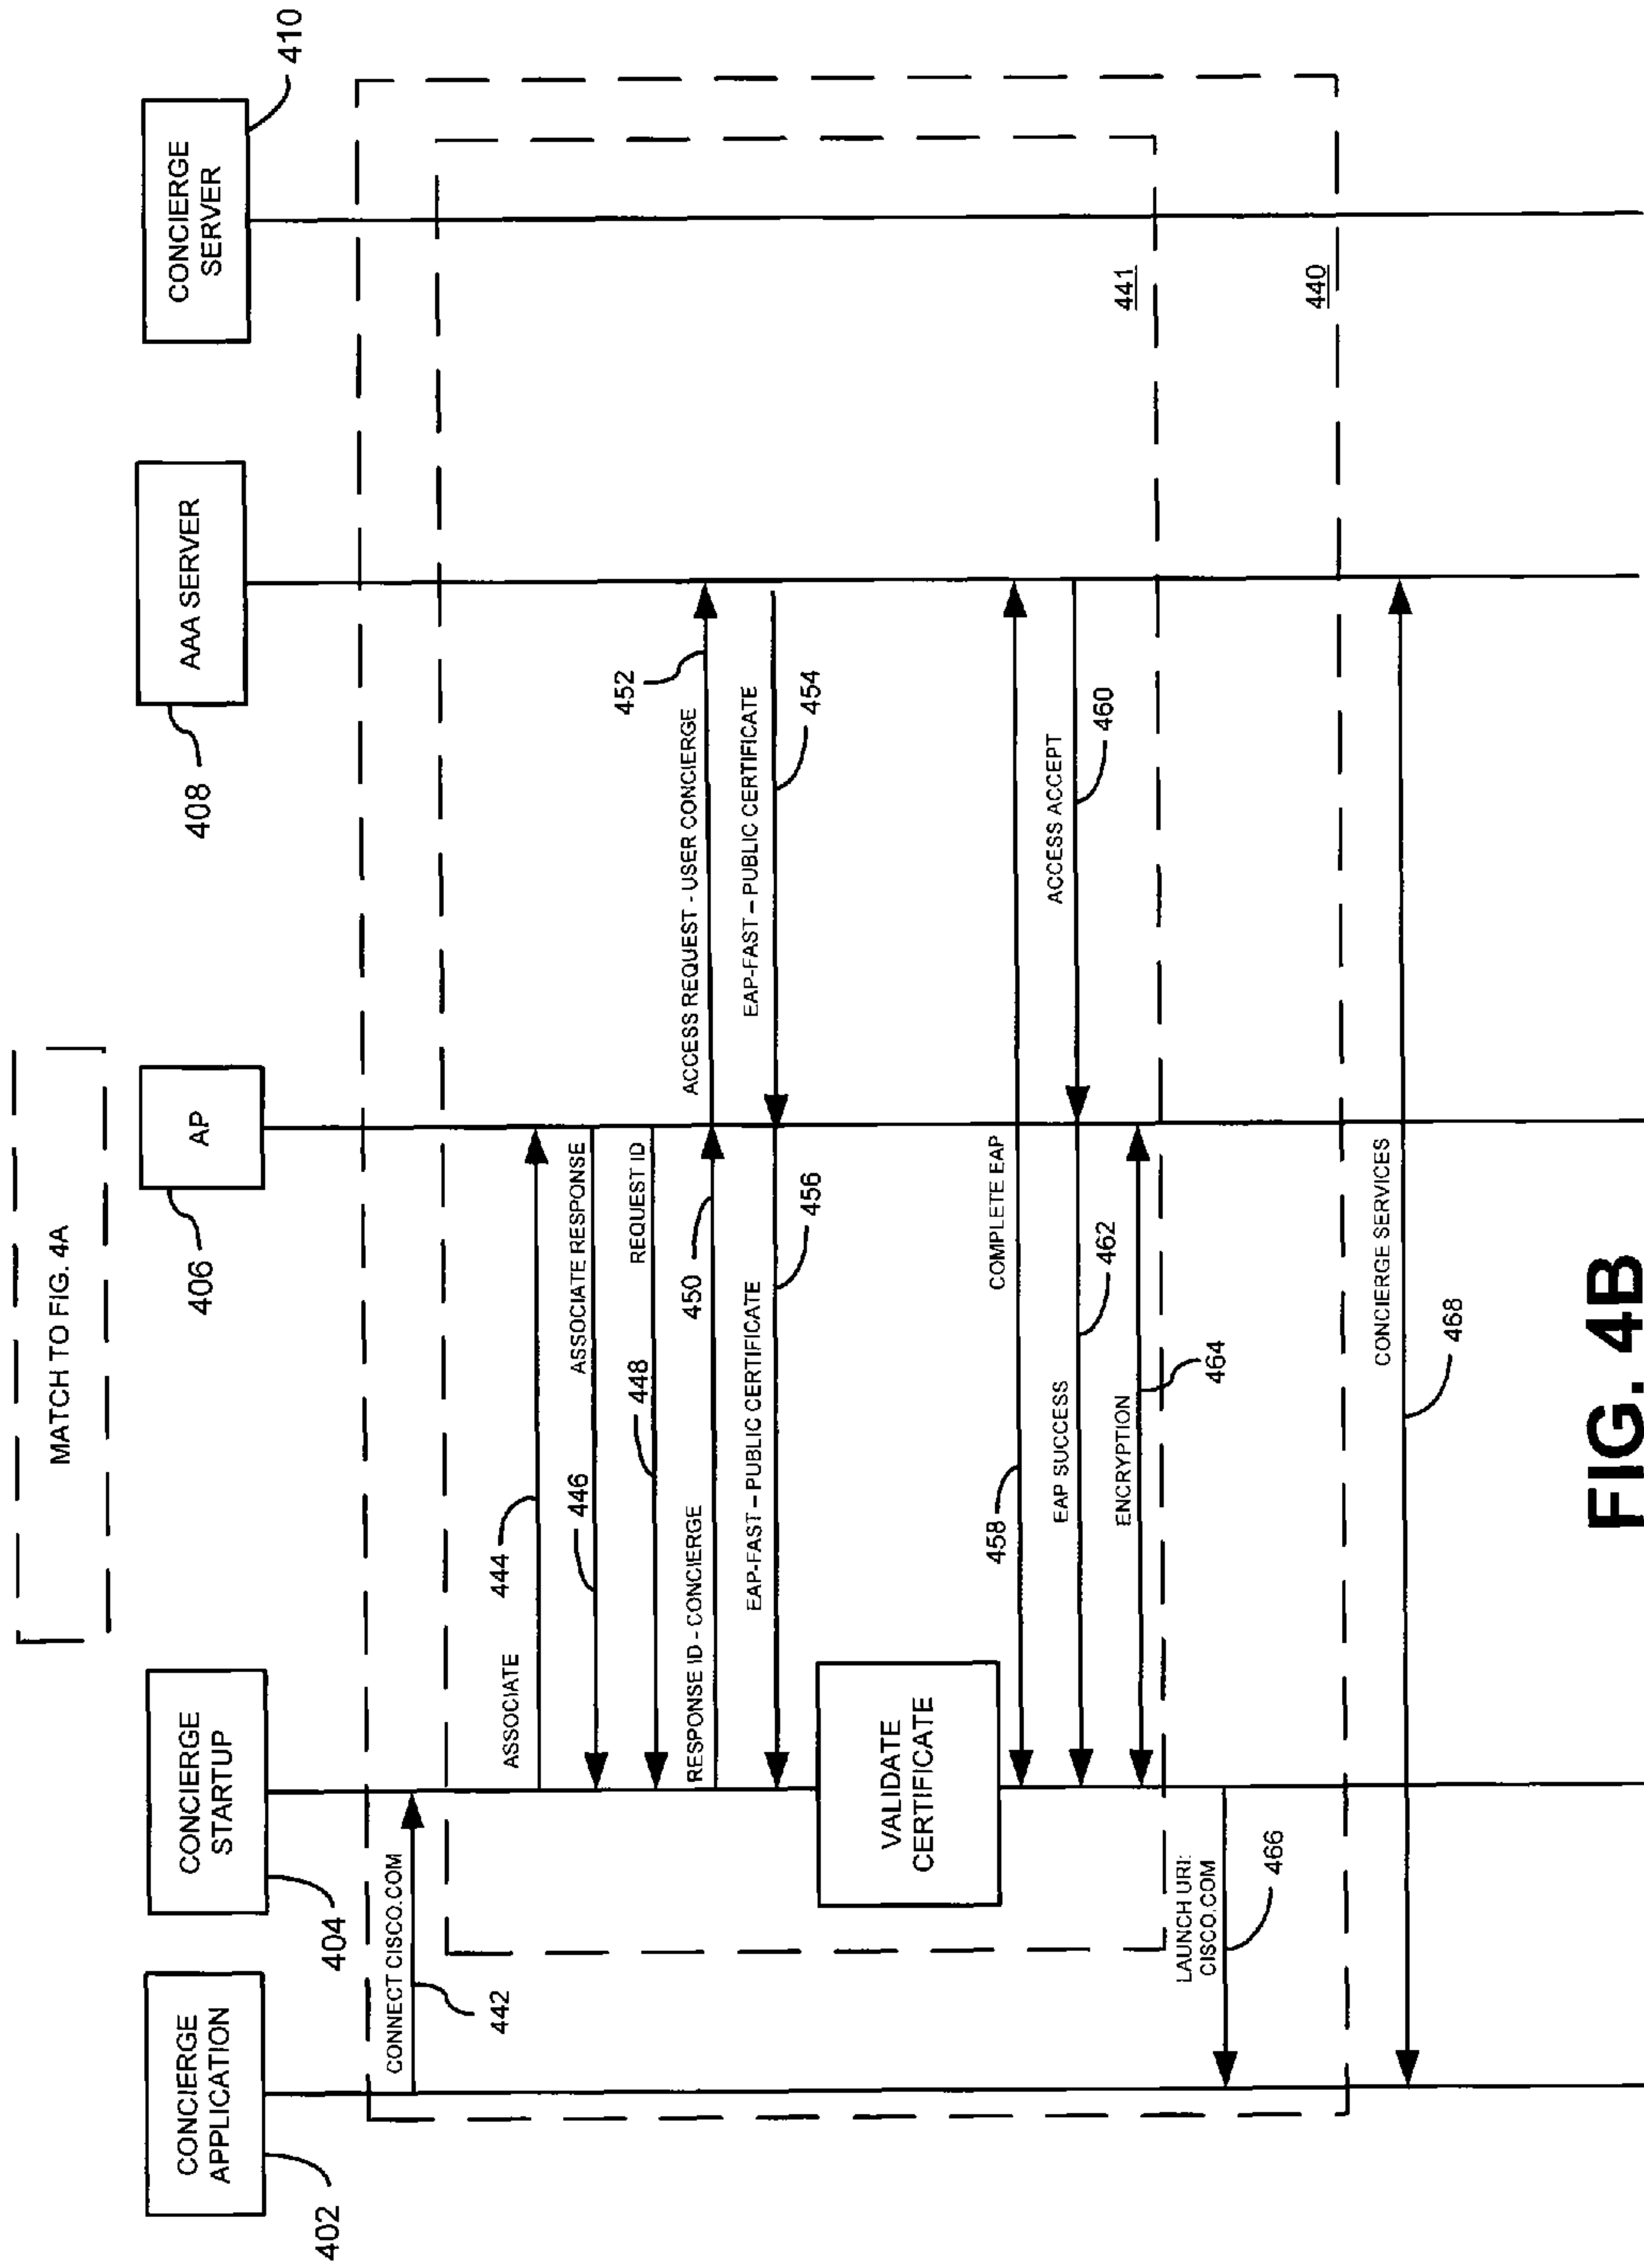 MATCH TO FIG. 4A
CONCIERGE
APPLICATION
402
CONCIERGE
STARTUP
404
AP
406
AAA SERVER
408
CONCIERGE
SERVER
410
CONNECT CISCO.COM
442
ASSOCIATE
444
ASSOCIATE RESPONSE
446
REQUEST ID
448
RESPONSE ID - CONCIERGE
450
ACCESS REQUEST - USER CONCIERGE
452
EAP-FAST – PUBLIC CERTIFICATE
454
EAP-FAST – PUBLIC CERTIFICATE
456
VALIDATE
CERTIFICATE
COMPLETE EAP
458
ACCESS ACCEPT
460
EAP SUCCESS
462
ENCRYPTION
464
441
LAUNCH URI:
CISCO.COM
466
440
CONCIERGE SERVICES
468
FIG. 4B